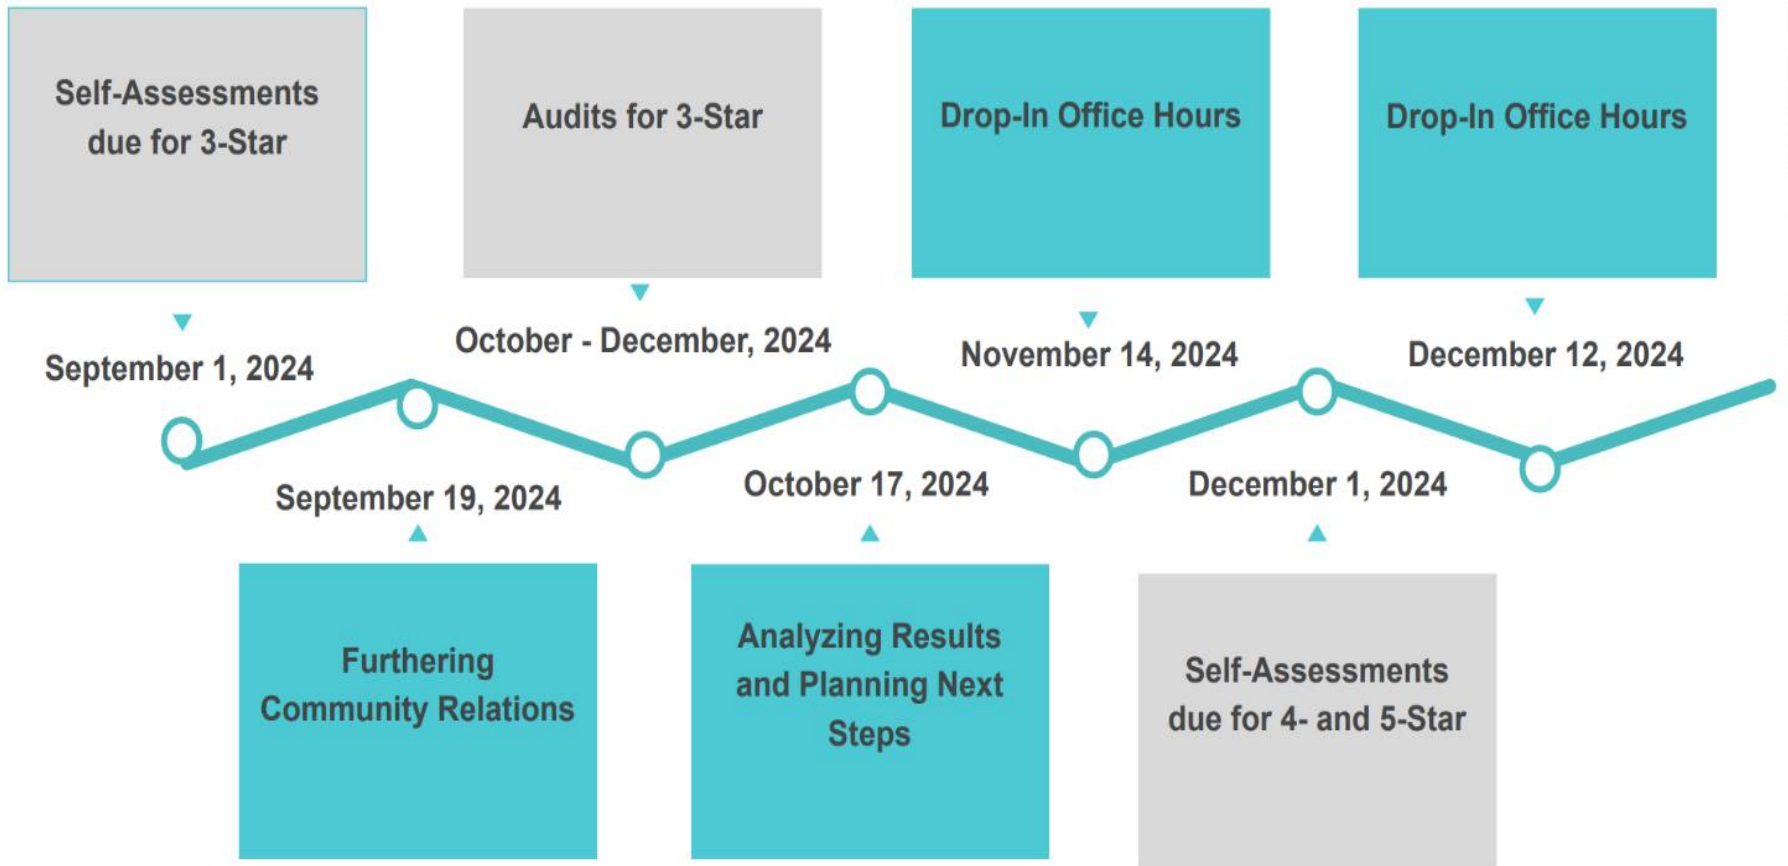 Self-Assessments
due for 3-Star
Audits for 3-Star
Drop-In Office Hours
Drop-In Office Hours
September 1, 2024
October - December, 2024
November 14, 2024
December 12, 2024
September 19, 2024
October 17, 2024
December 1, 2024
Furthering
Community Relations
Analyzing Results
and Planning Next
Steps
Self-Assessments
due for 4- and 5-Star